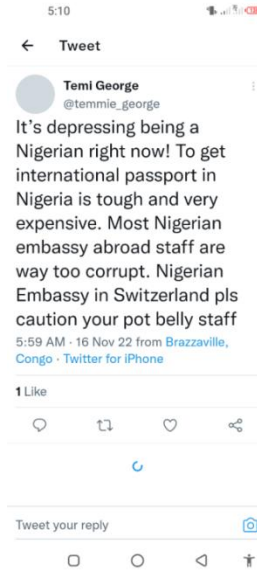 5:10
Tweet
Temi George
@temmie_george
It's depressing being a
Nigerian right now! To get
international passport in
Nigeria is tough and very
expensive. Most Nigerian
embassy abroad staff are
way too corrupt. Nigerian
Embassy in Switzerland pls
caution your pot belly staff
5:59 AM · 16 Nov 22 from Brazzaville,
Congo · Twitter for iPhone
1 Like
Tweet your reply